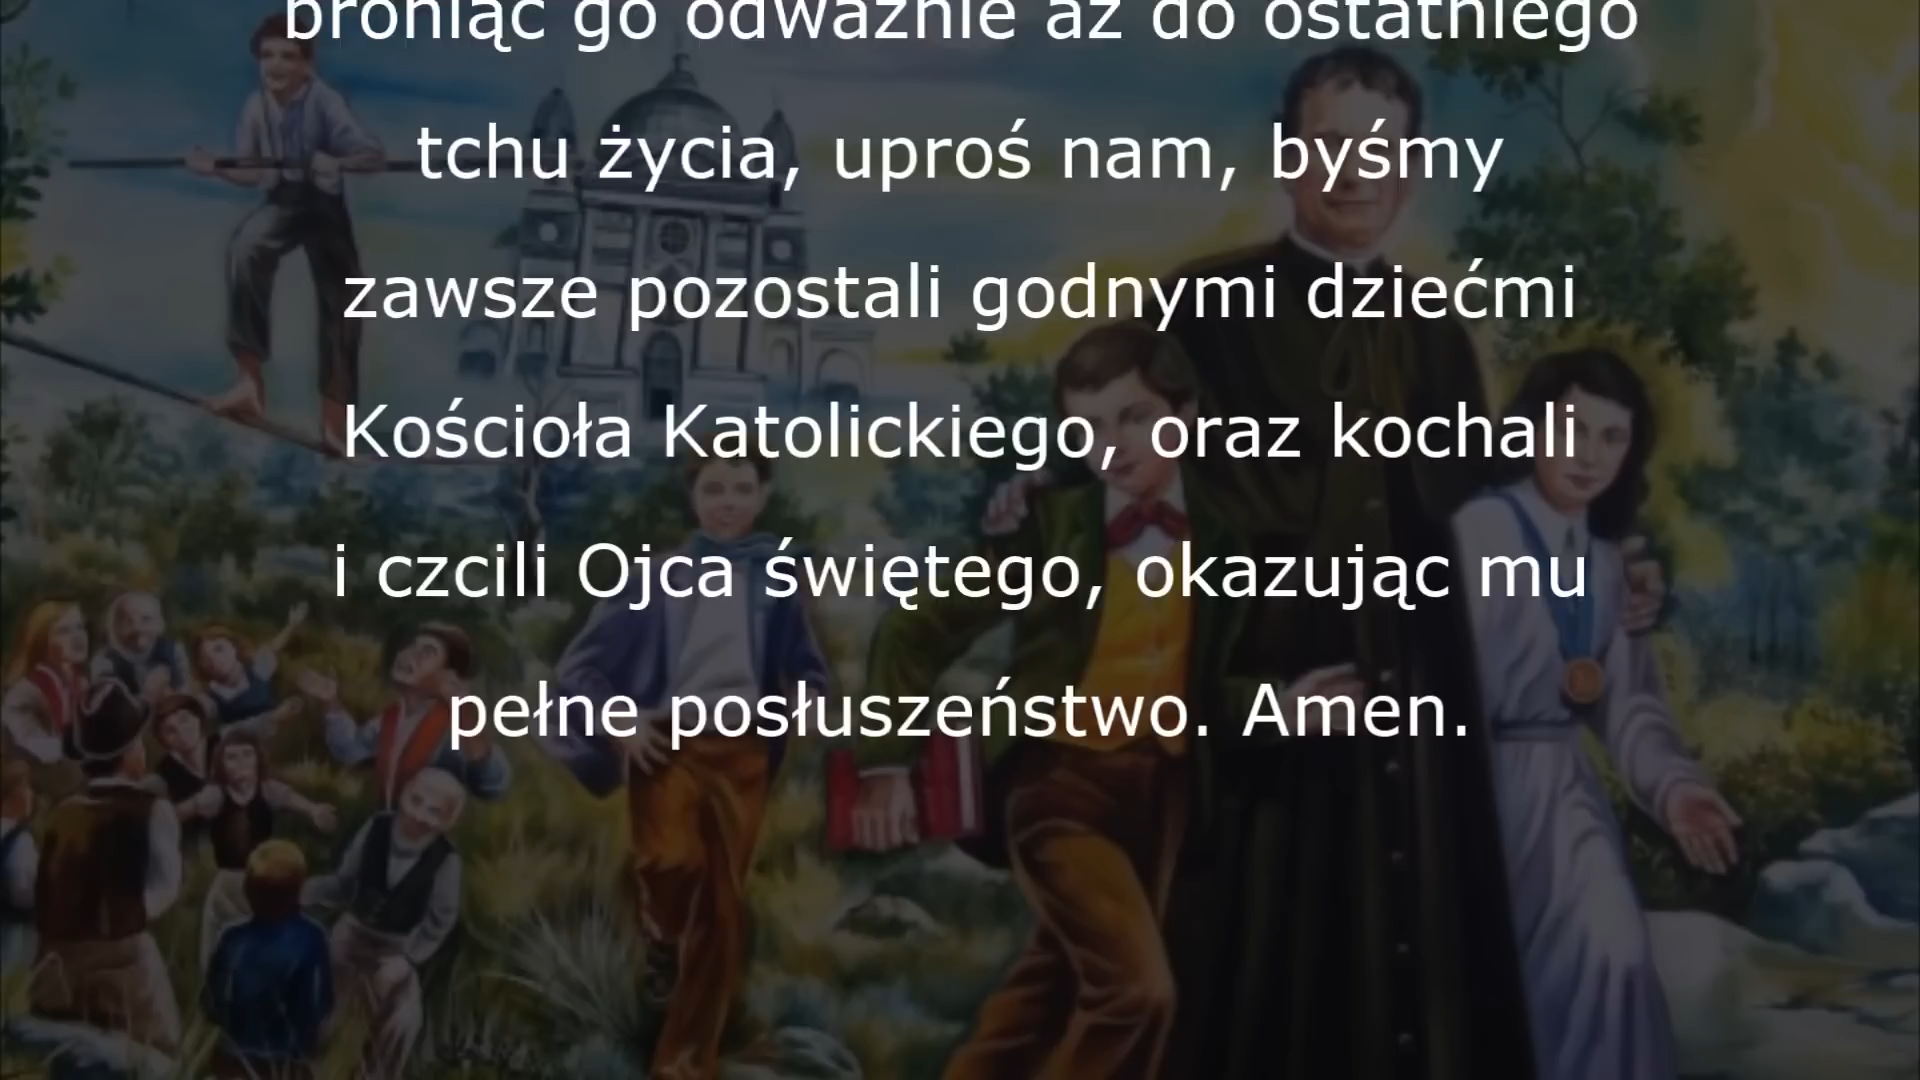 broniąc go odważnie aż do ostatniego
tchu życia, uproś nam, byśmy
zawsze pozostali godnymi dziećmi
Kościoła Katolickiego, oraz kochali
i czcili Ojca świętego, okazując mu
pełne posłuszeństwo. Amen.